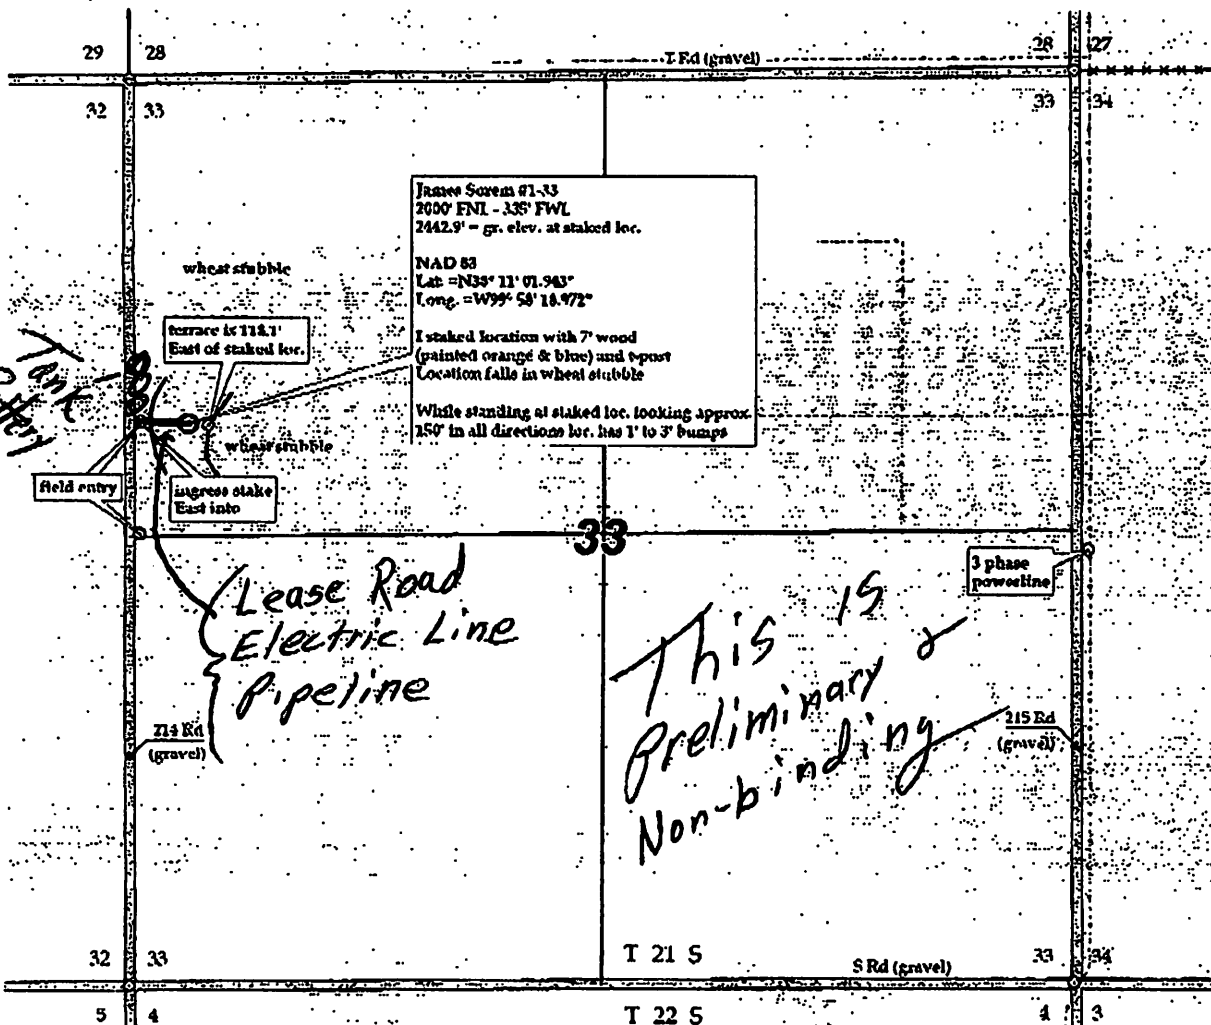 29 28
28 27
T Rd (gravel)
32 33
33 34
James Sorem #1-33
2000' FNL - 335' FWL
2442.9' = gr. elev. at staked loc.
NAD 83
Lat. =N38° 11' 01.943"
Long. =W99° 58' 18.972"
I staked location with 7' wood
(painted orange & blue) and t-post
Location falls in wheat stubble
While standing at staked loc. looking approx.
150' in all directions loc. has 1' to 3' bumps
wheat stubble
terrace is 118.1'
East of staked loc.
Tank
Battery
wheat stubble
field entry
ingress stake
East into
33
3 phase
powerline
Lease Road
Electric Line
Pipeline
This is
Preliminary &
Non-binding
214 Rd
(gravel)
215 Rd
(gravel)
32 33
T 21 S
S Rd (gravel)
33 34
5 4
T 22 S
4 3